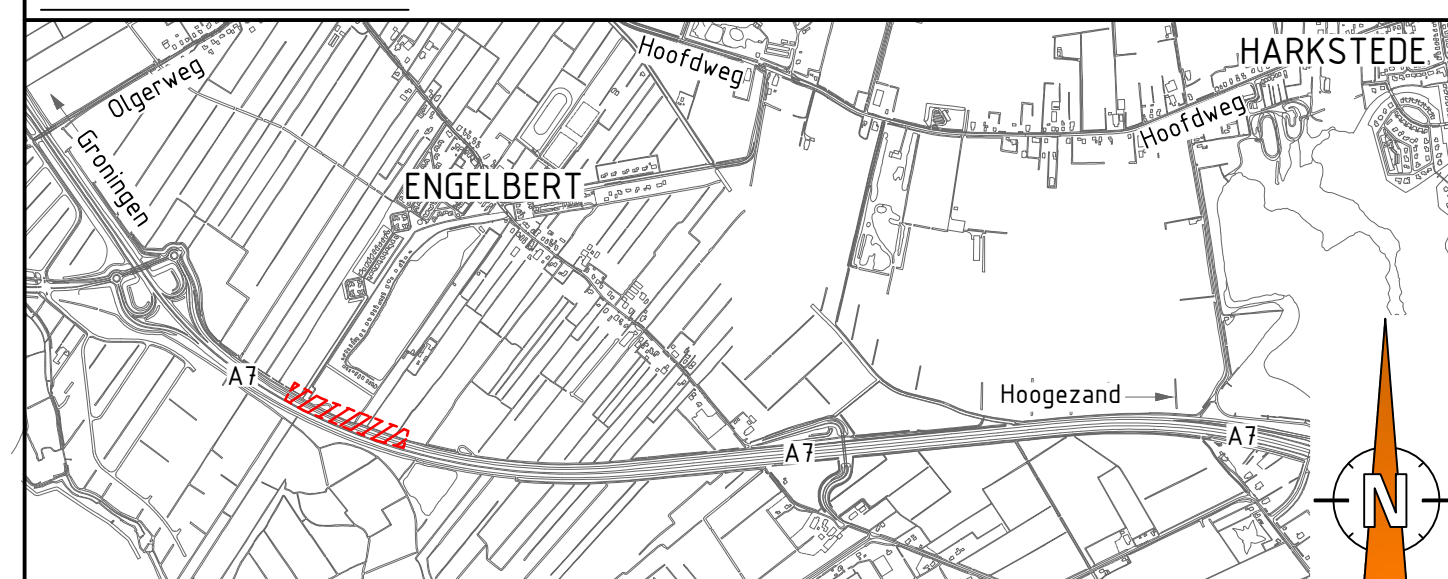 Olgerweg
Hoofdweg
HARKSTEDE
Hoofdweg
Groningen
ENGELBERT
A7
Hoogezand
A7
A7
N